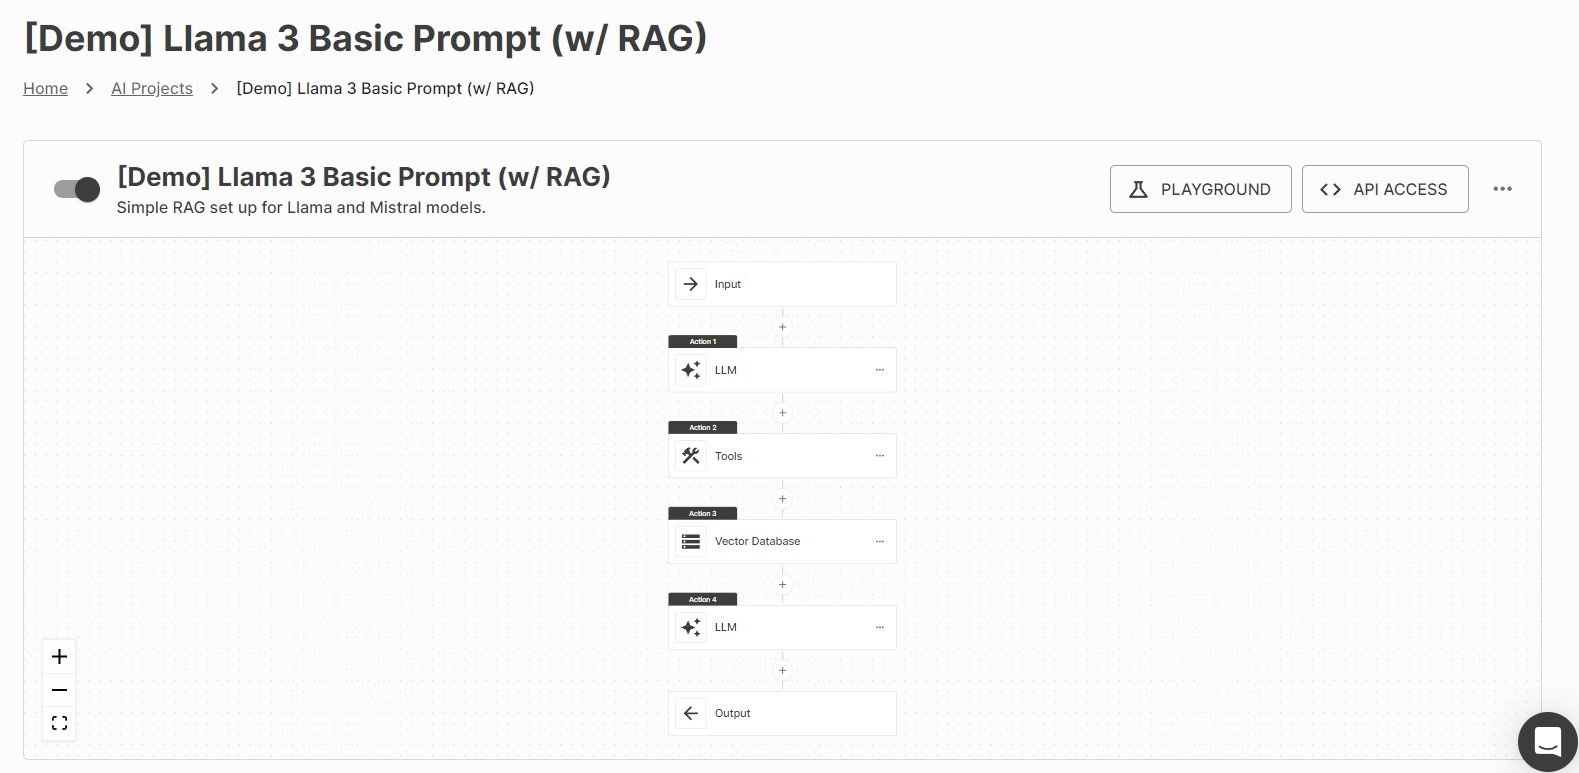 [Demo] Llama 3 Basic Prompt (w/ RAG)
Home > AI Projects > [Demo] Llama 3 Basic Prompt (w/ RAG)
[Demo] Llama 3 Basic Prompt (w/ RAG)
Simple RAG set up for Llama and Mistral models.
PLAYGROUND
API ACCESS
Input
Action 1
LLM
Action 2
Tools
Action 3
Vector Database
Action 4
LLM
Output